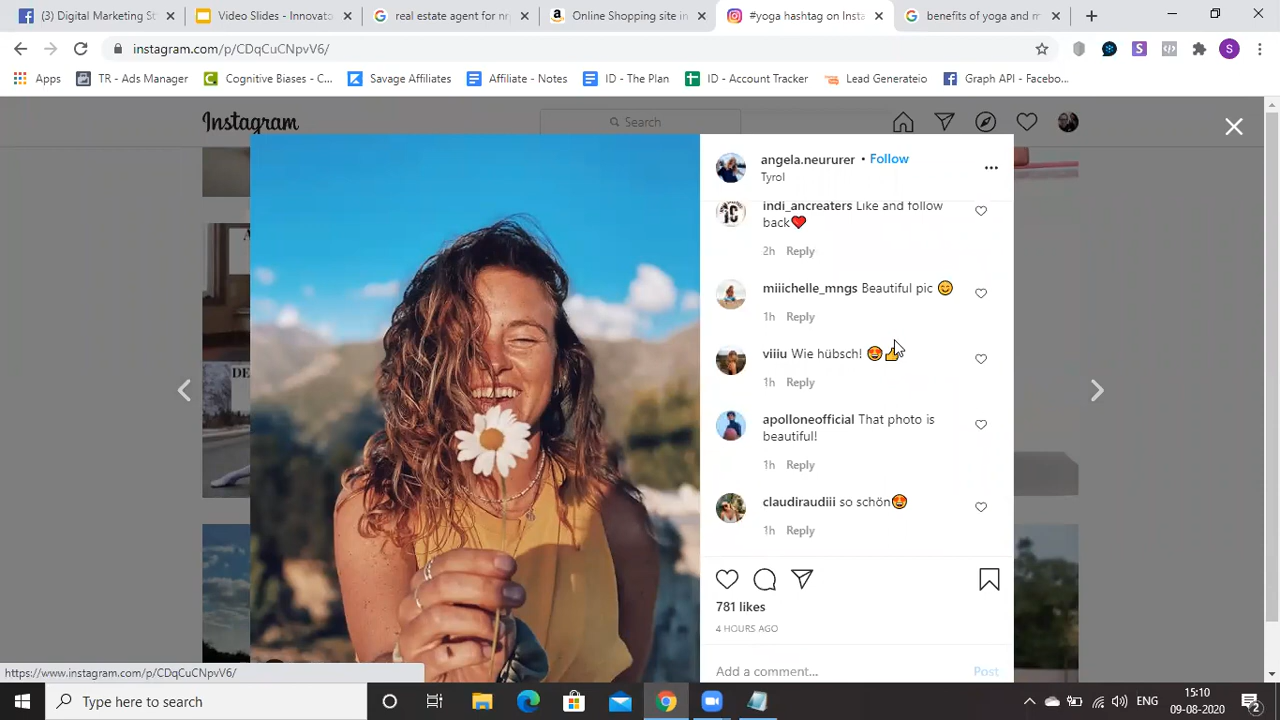 Digital Marketing St
Video Slides - Innovato
real estate agent for nr
Online Shopping site in
#yoga hashtag on Insta
benefits of yoga and m
instagram.com/p/CDqCuCNpvV6/
S
Apps
TR - Ads Manager
Cognitive Bieses - C...
Savage Affiliates
Affiliate - Notes
ID - The Plan
ID - Account Tracker
Lead Generateio
Graph API - Faceb...
Instagram
Search
angela.neururer • Follow
Tyrol
indi_ancreaters Like and follow
back❤️
2h Reply
miiichelle_mngs Beautiful pic 😊
1h Reply
viiiu Wie hübsch! 🤩👍
1h Reply
apolloneofficial That photo is
beautiful!
1h Reply
claudiraudiii so schön🤩
1h Reply
781 likes
4 HOURS AGO
Add a comment... Post
https://www.instagram.com/p/CDqCuCNpvV6/
Type here to search
ENG
15:10
09-08-2020
2